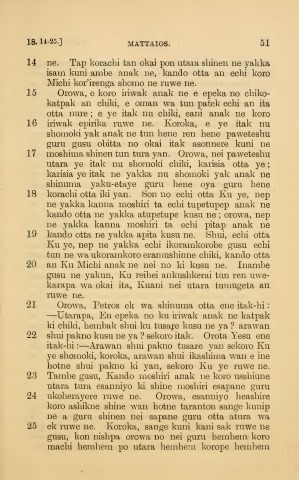 18. 14-25.] MATTAIOS. 51
14 ne. Tap korachi tan okai pon utara shinen ne yakka
isam kuni ambe anak ne, kando otta an echi koro
Michi kor'irenga shomo ne ruwe ne.
15 Orowa, e koro iriwak anak ne e epeka no chiko-
katpak an chiki, e oman wa tun patek echi an ita
otta nure; e ye itak nu chiki, eani anak ne koro
16 iriwak epirika ruwe ne. Koroka, e ye itak nu
shomoki yak anak ne tun hene ren hene paweteshu
guru gusu obitta no okai itak asonnere kuni ne
17 moshima shinen tun tura yan. Orowa, nei paweteshu
utara ye itak nu shomoki chiki, karisia otta ye;
karisia ye itak ne yakka nu shomoki yak anak ne
shinuma yaku-etaye guru hene oya guru hene
18 korachi otta iki yan. Son no echi otta Ku ye, nep
ne yakka kanna moshiri ta echi tupetupep anak ne
kando otta ne yakka atupetupe kusu ne; orowa, nep
ne yakka kanna moshiri ta echi pitap anak ne
19 kando otta ne yakka apita kusu ne. Shui, echi otta
Ku ye, nep ne yakka echi ikoramkorobe gusu echi
tun ne wa ukoramkoro eramushinne chiki, kando otta
20 an Ku Michi anak ne nei no ki kusu ne. Inambe
gusu ne yakun, Ku reihei ankushkerai tun ren uwe-
karapa wa okai ita, Kuani nei utara tumugeta an
ruwe ne.
21 Orowa, Petros ek wa shinuma otta ene itak-hi:
—Utarapa, En epeka no ku iriwak anak ne katpak
ki chiki, hembak shui ku tusare kusu ne ya? arawan
22 shui pakno kusu ne ya? sekoro itak. Orota Yesu ene
itak-hi:—Arawan shui pakno tusare yan sekoro Ku
ye shomoki, koroka, arawan shui ikashima wan e ine
hotne shui pakno ki yan, sekoro Ku ye ruwe ne.
23 Tambe gusu, Kando moshiri anak ne koro usshiune
utara tura esanniyo ki shine moshiri esapane guru
24 ukoherayere ruwe ne. Orowa, esanniyo heashire
koro ashikne shine wan hotne taranton sange kunip
ne a guru shinen nei sapane guru otta atura wa
25 ek ruwe ne. Koroka, sange kuni kani sak ruwe ne
gusu, kon nishpa orowa no nei guru hembem koro
machi hembem po utara hembem korope hembem